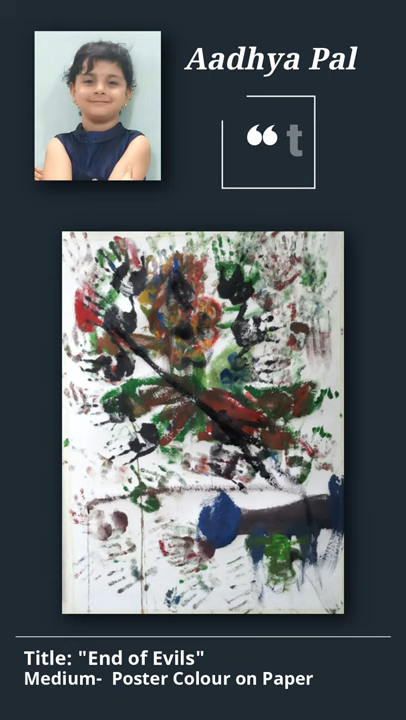 Aadhya Pal
“ t
Title: "End of Evils"
Medium- Poster Colour on Paper